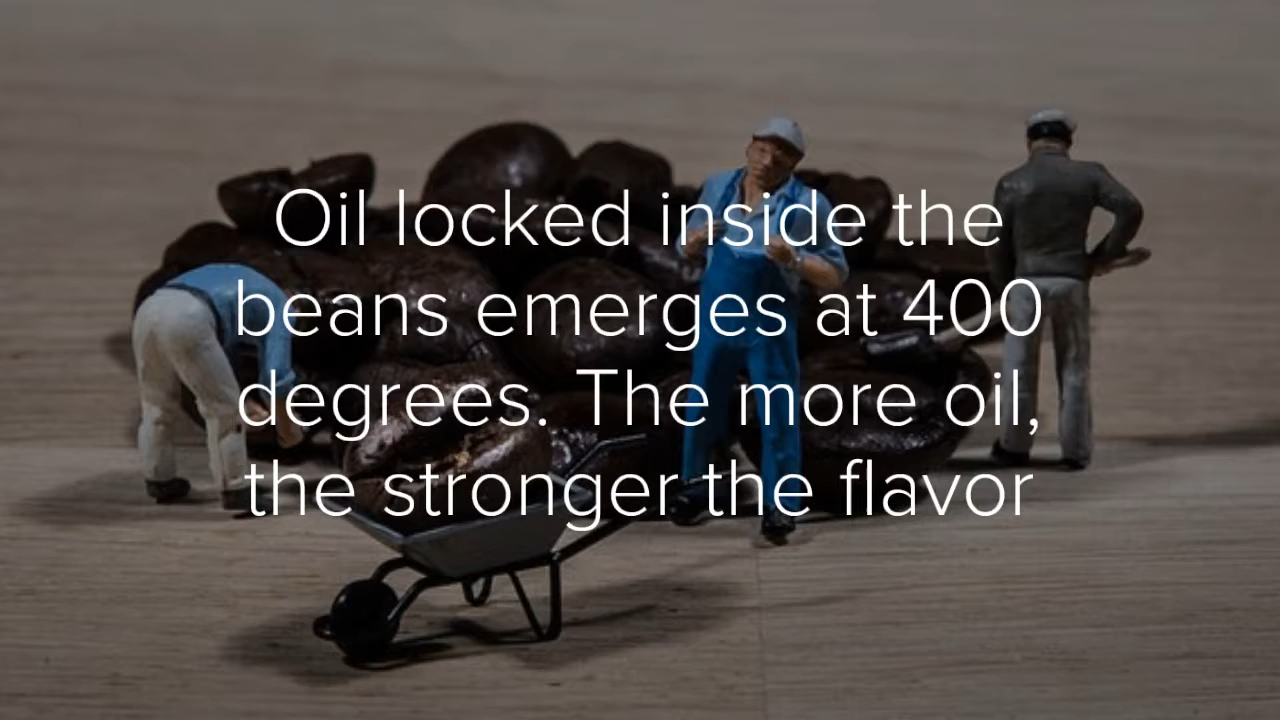 Oil locked inside the
beans emerges at 400
degrees. The more oil,
the stronger the flavor